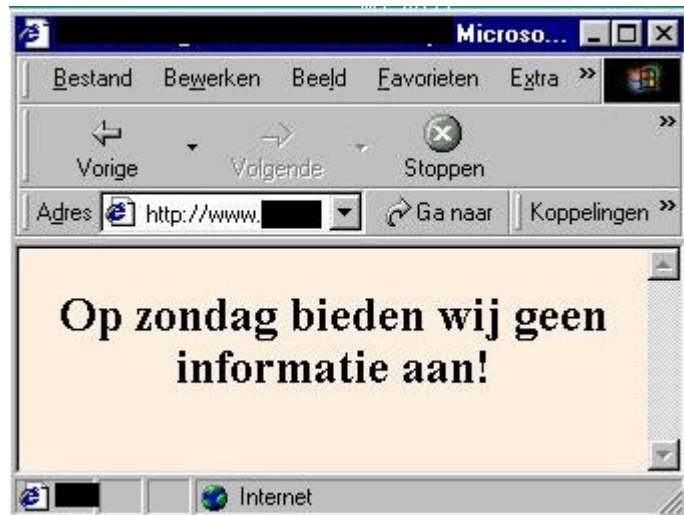 Microso...
Bestand Bewerken Beeld Favorieten Extra »
»
Vorige Volgende Stoppen
Adres http://www. Ga naar Koppelingen »
Op zondag bieden wij geen
informatie aan!
Internet